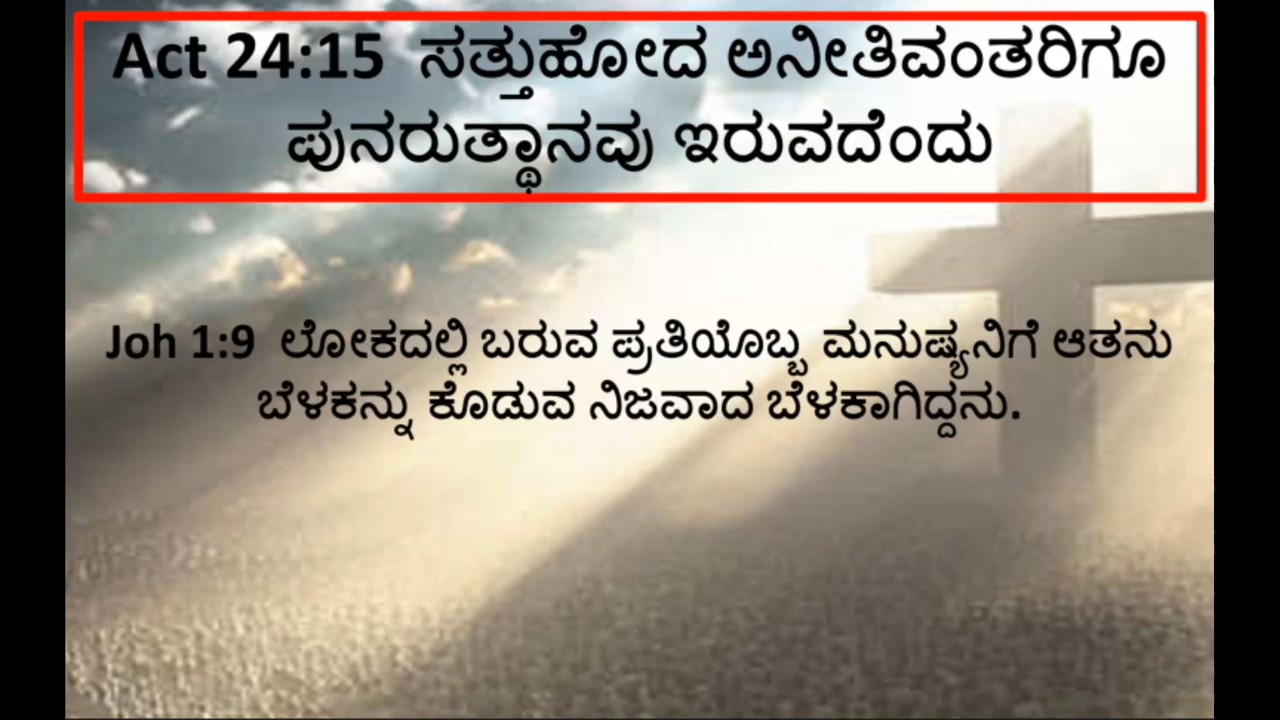 Act 24:15 ಸತ್ತುಹೋದ ಅನೀತಿವಂತರಿಗೂ
ಪುನರುತ್ಥಾನವು ಇರುವದೆಂದು
Joh 1:9 ಲೋಕದಲ್ಲಿ ಬರುವ ಪ್ರತಿಯೊಬ್ಬ ಮನುಷ್ಯನಿಗೆ ಆತನು
ಬೆಳಕನ್ನು ಕೊಡುವ ನಿಜವಾದ ಬೆಳಕಾಗಿದ್ದನು.